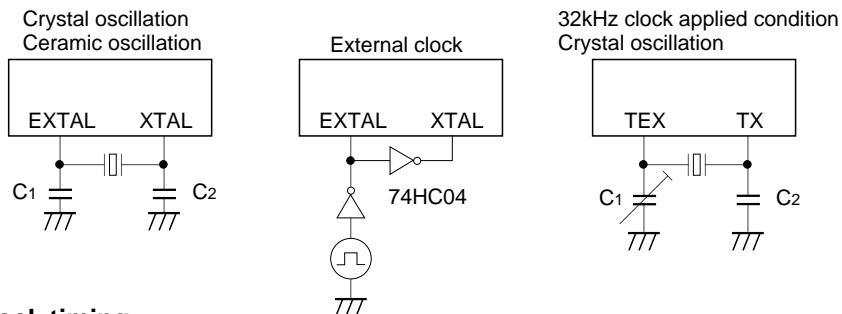 Crystal oscillation
Ceramic oscillation
EXTAL XTAL
C1 C2
External clock
EXTAL XTAL
74HC04
32kHz clock applied condition
Crystal oscillation
TEX TX
C1 C2
timing